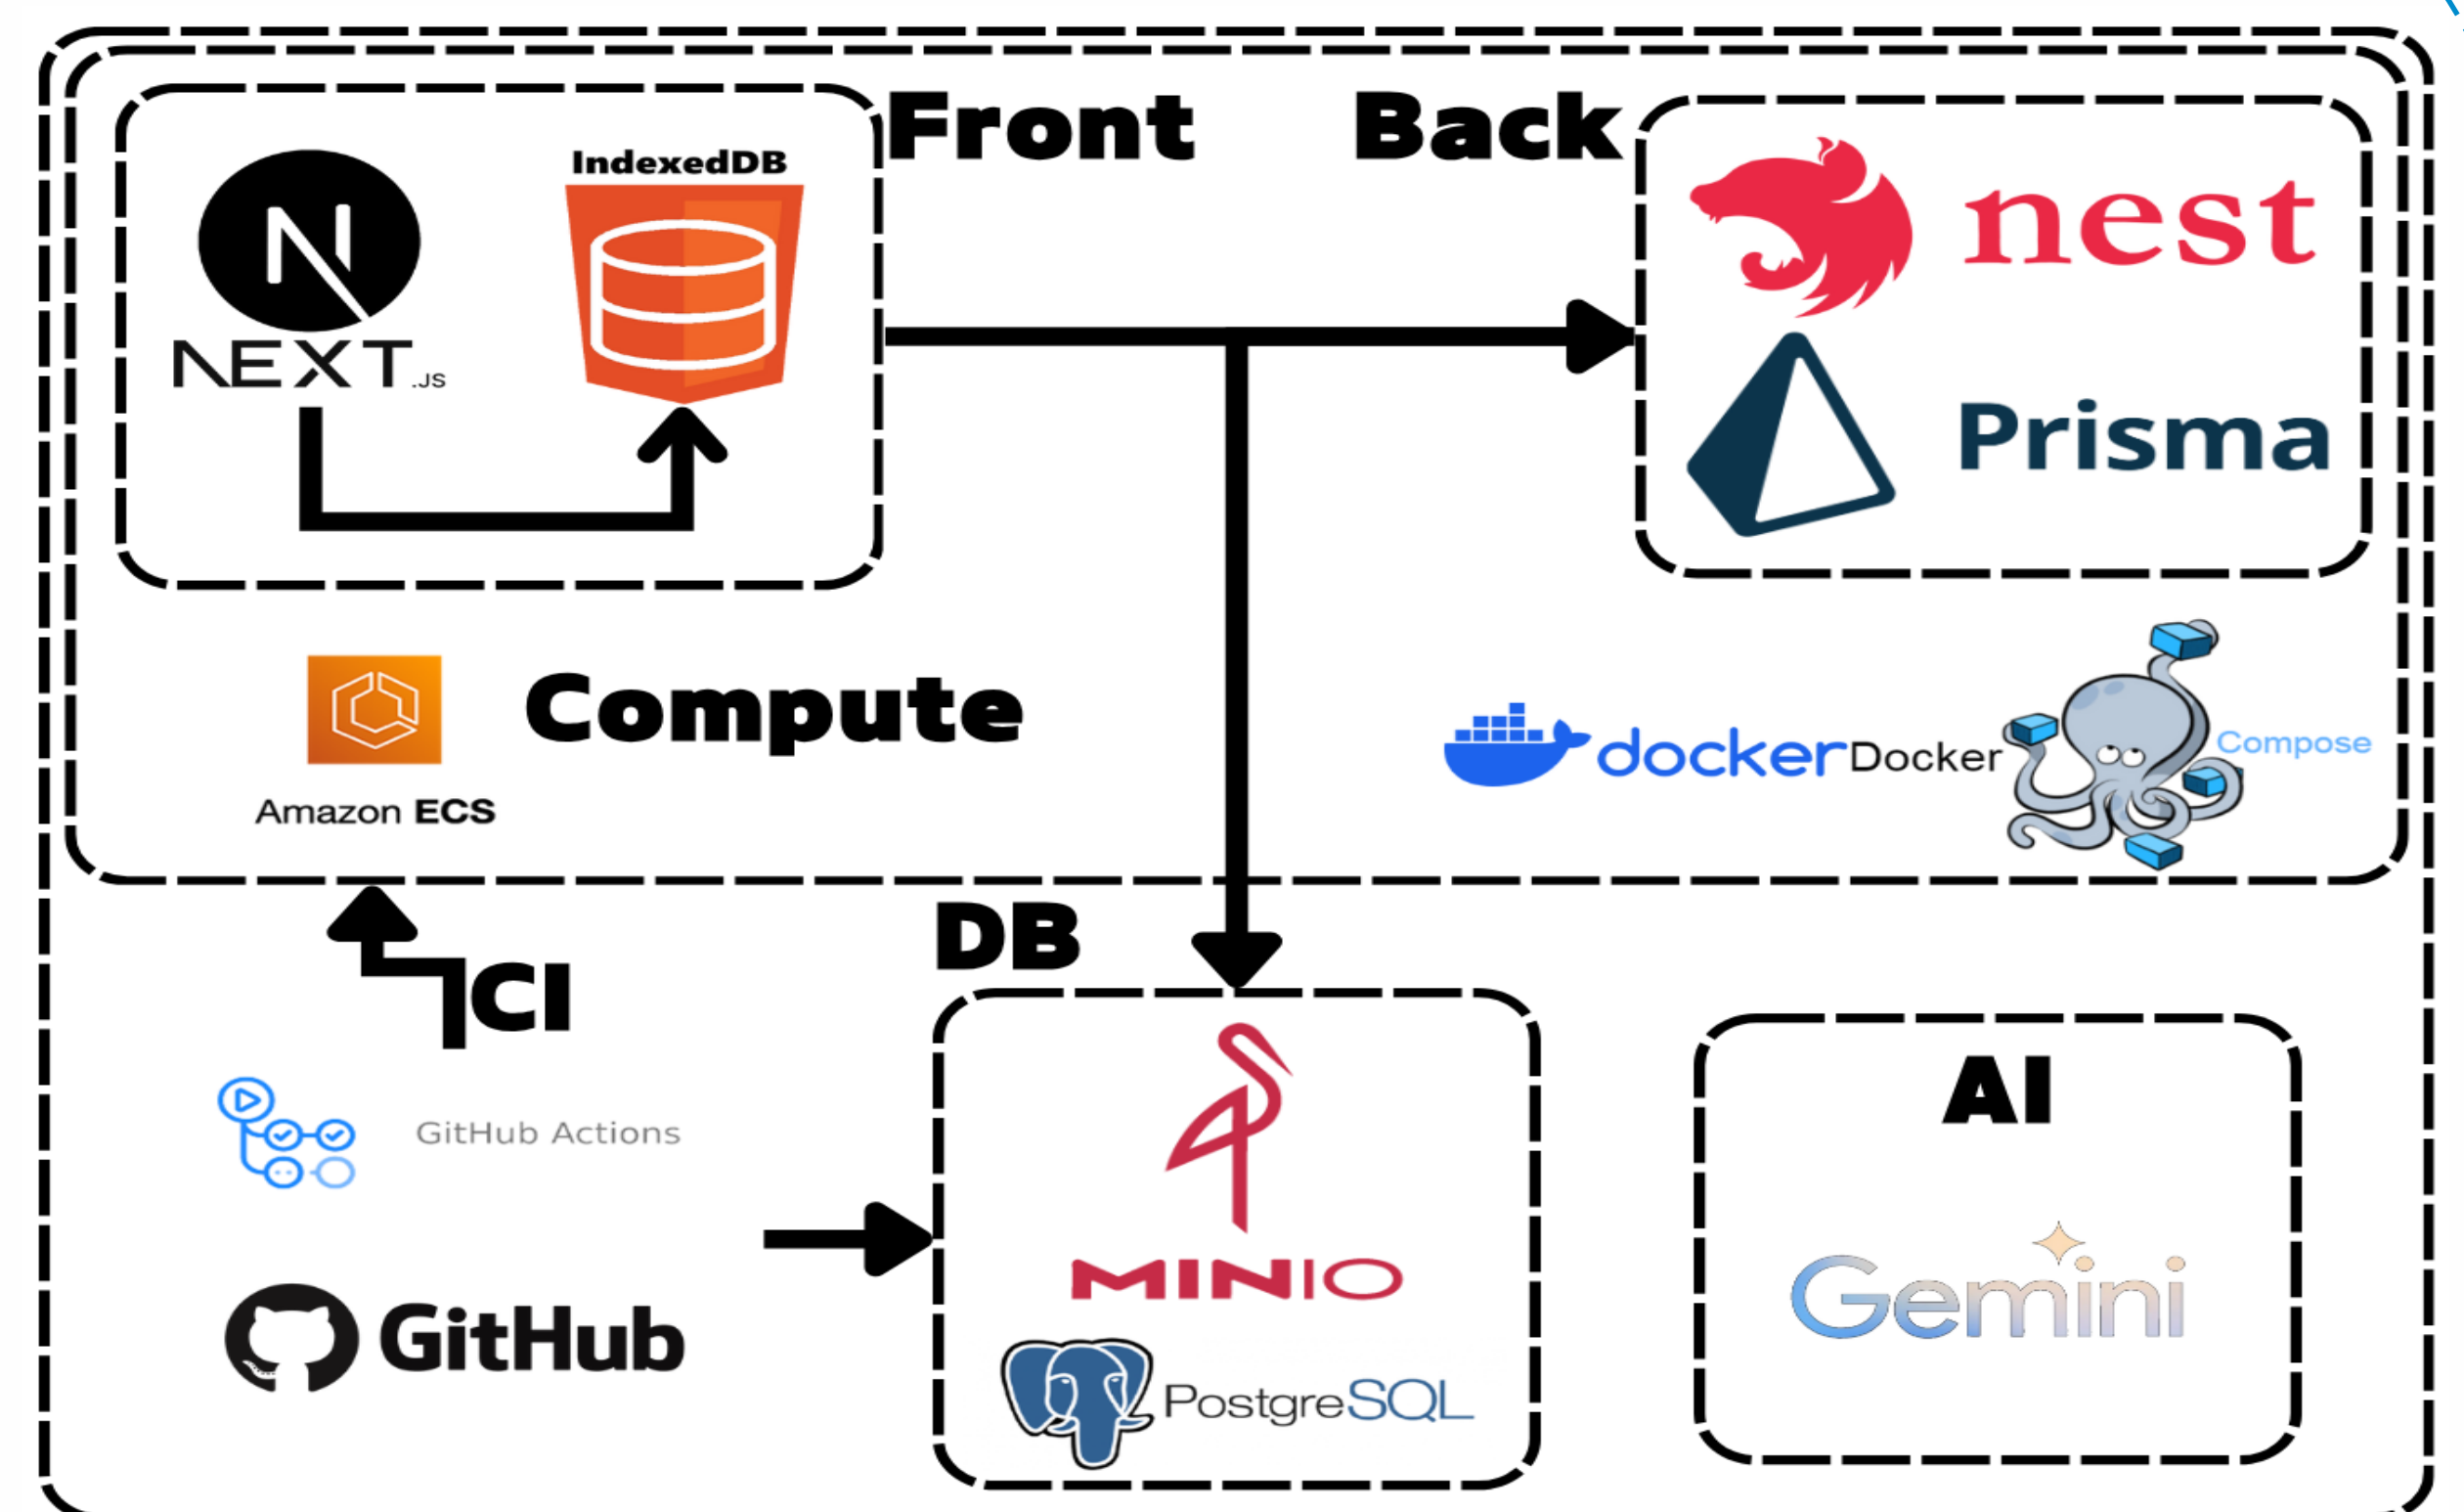 Front
Back
IndexedDB
NEXT.JS
nest
Prisma
Amazon ECS
Compute
docker
Docker Compose
CI
DB
GitHub Actions
GitHub
MINIO
PostgreSQL
AI
Gemini